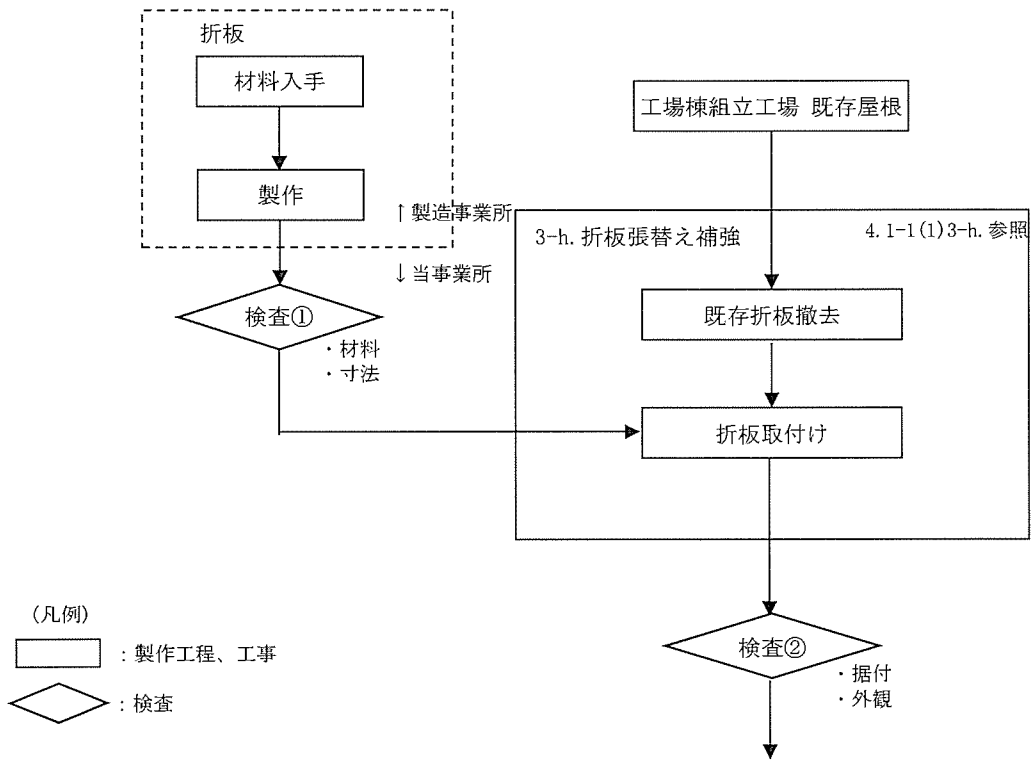 折板
材料入手
製作
↑製造事業所
↓当事業所
検査①
・材料
・寸法
工場棟組立工場 既存屋根
3-h. 折板張替え補強
4.1-1(1)3-h. 参照
既存折板撤去
折板取付け
検査②
・据付
・外観
(凡例)
：製作工程、工事
：検査